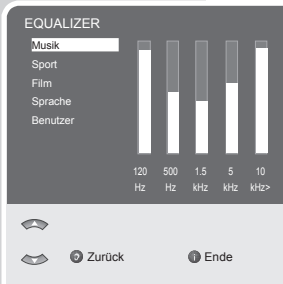 EQUALIZER
Musik
Sport
Film
Sprache
Benutzer
120 500 1.5 5 10
Hz Hz kHz kHz kHz>
Zurück Ende